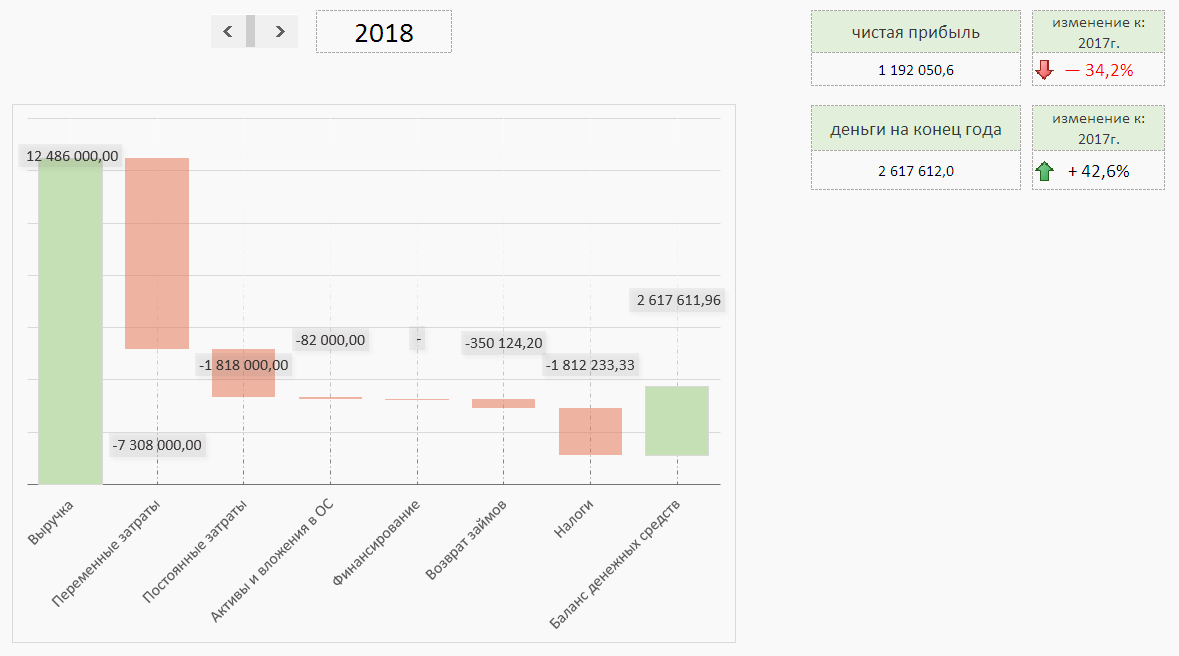 2018
чистая прибыль
1 192 050,6
изменение к:
2017г.
— 34,2%
деньги на конец года
2 617 612,0
изменение к:
2017г.
+ 42,6%
12 486 000,00
-7 308 000,00
-1 818 000,00
-82 000,00
-
-350 124,20
-1 812 233,33
2 617 611,96
Выручка
Переменные затраты
Постоянные затраты
Активы и вложения в ОС
Финансирование
Возврат займов
Налоги
Баланс денежных средств